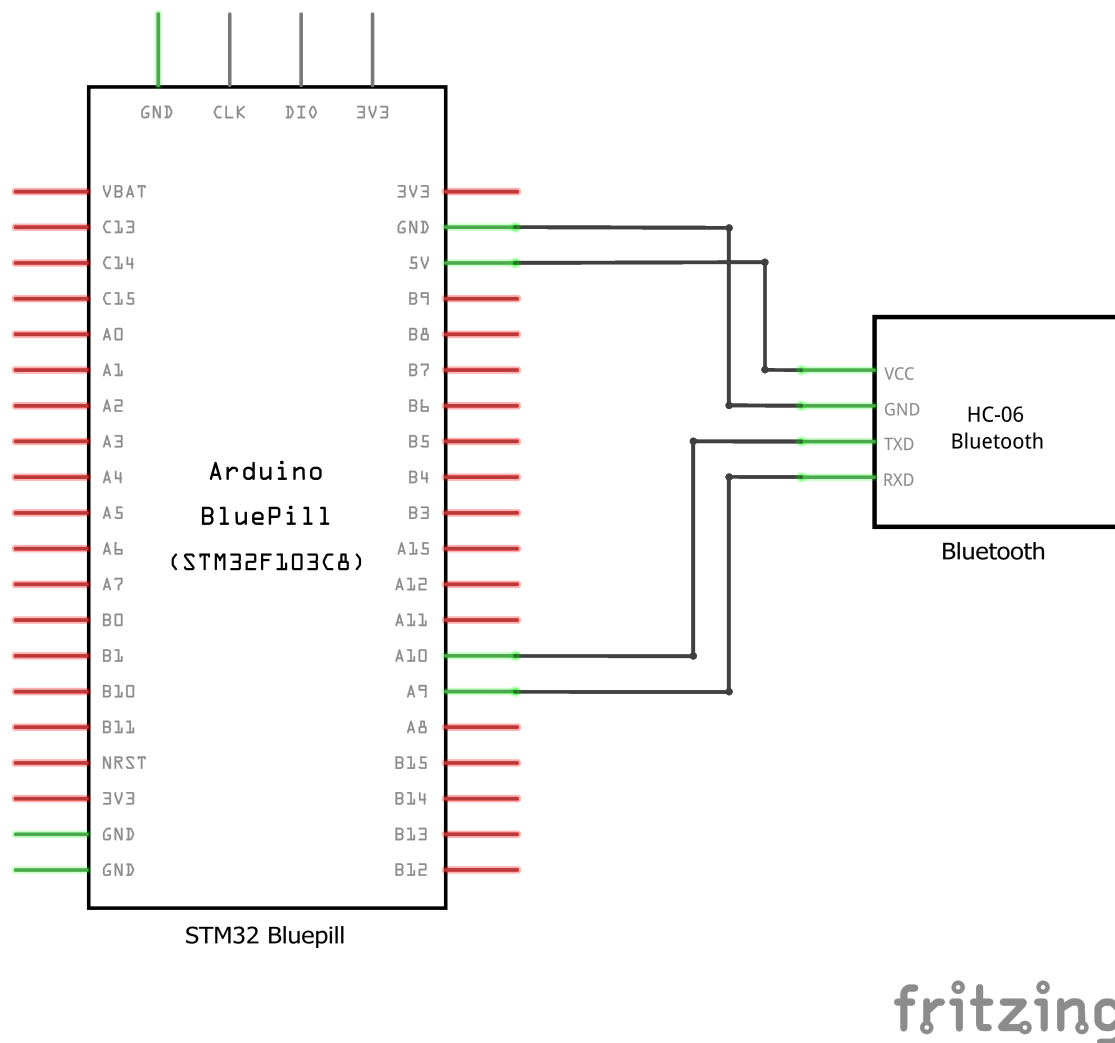 GND CLK DIO 3V3
VBAT 3V3
C13 GND
C14 5V
C15 B9
A0 B8
A1 B7
VCC
A2 B6
GND
HC-06
A3 B5
Bluetooth
TXD
A4 B4
RXD
Arduino
A5 B3
BluePill
A6 A15
(STM32F103C8)
Bluetooth
A7 A12
B0 A11
B1 A10
B10 A9
B11 A8
NRST B15
3V3 B14
GND B13
GND B12
STM32 Bluepill
fritzing